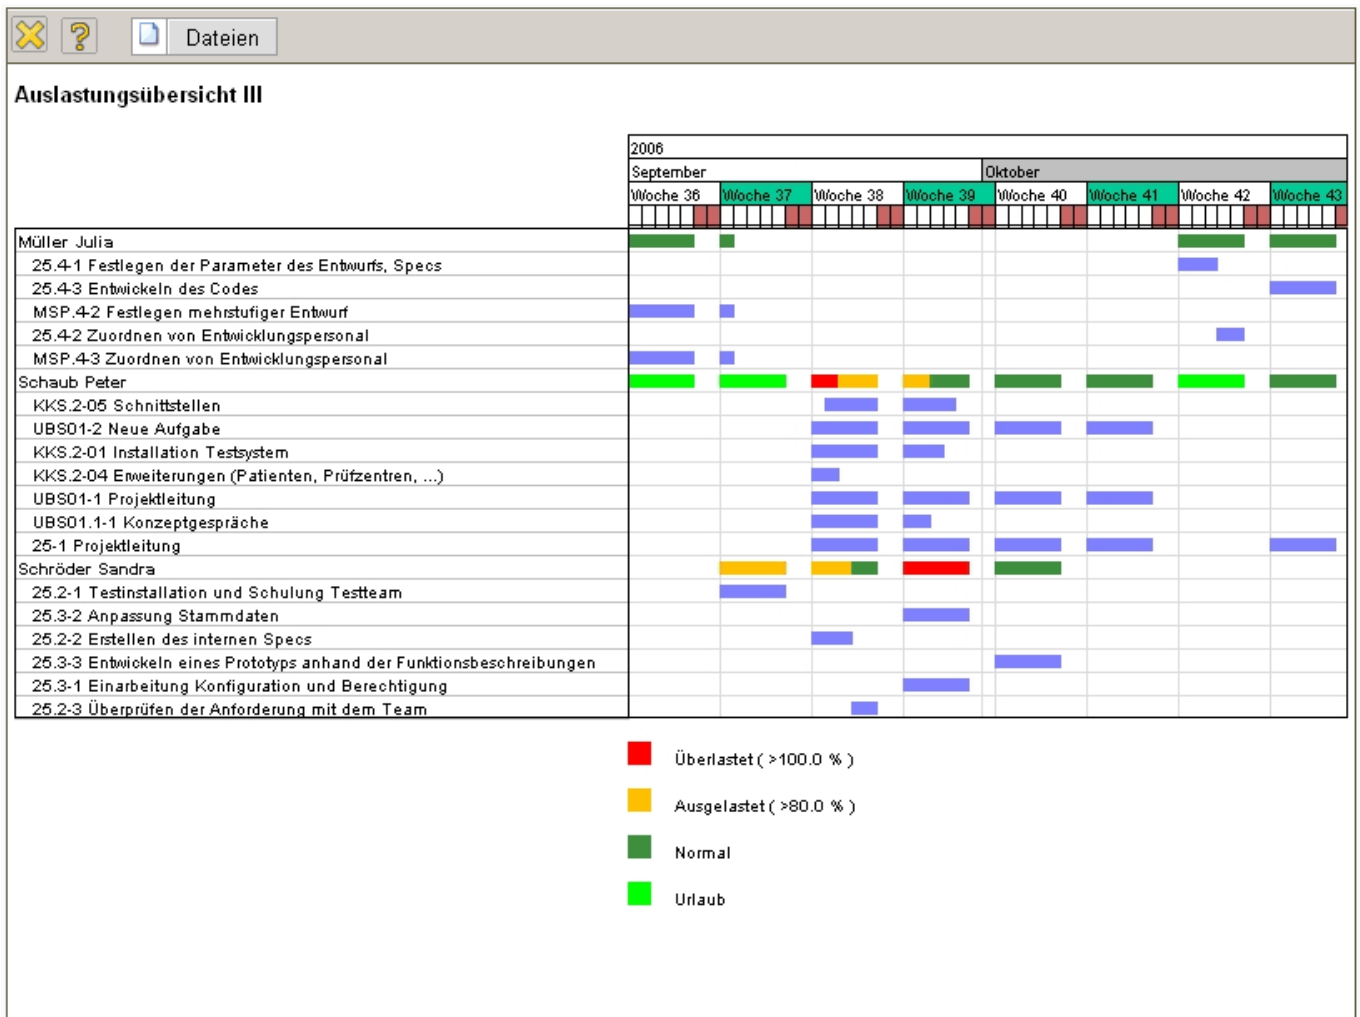 Dateien
Auslastungsübersicht III
2006
September Oktober
Woche 36 Woche 37 Woche 38 Woche 39 Woche 40 Woche 41 Woche 42 Woche 43
Müller Julia
25.4-1 Festlegen der Parameter des Entwurfs, Specs
25.4-3 Entwickeln des Codes
MSP.4-2 Festlegen mehrstufiger Entwurf
25.4-2 Zuordnen von Entwicklungspersonal
MSP.4-3 Zuordnen von Entwicklungspersonal
Schaub Peter
KKS.2-05 Schnittstellen
UBS01-2 Neue Aufgabe
KKS.2-01 Installation Testsystem
KKS.2-04 Erweiterungen (Patienten, Prüfzentren, ...)
UBS01-1 Projektleitung
UBS01.1-1 Konzeptgespräche
25-1 Projektleitung
Schröder Sandra
25.2-1 Testinstallation und Schulung Testteam
25.3-2 Anpassung Stammdaten
25.2-2 Erstellen des internen Specs
25.3-3 Entwickeln eines Prototyps anhand der Funktionsbeschreibungen
25.3-1 Einarbeitung Konfiguration und Berechtigung
25.2-3 Überprüfen der Anforderung mit dem Team
Überlastet ( >100.0 % )
Ausgelastet ( >80.0 % )
Normal
Urlaub